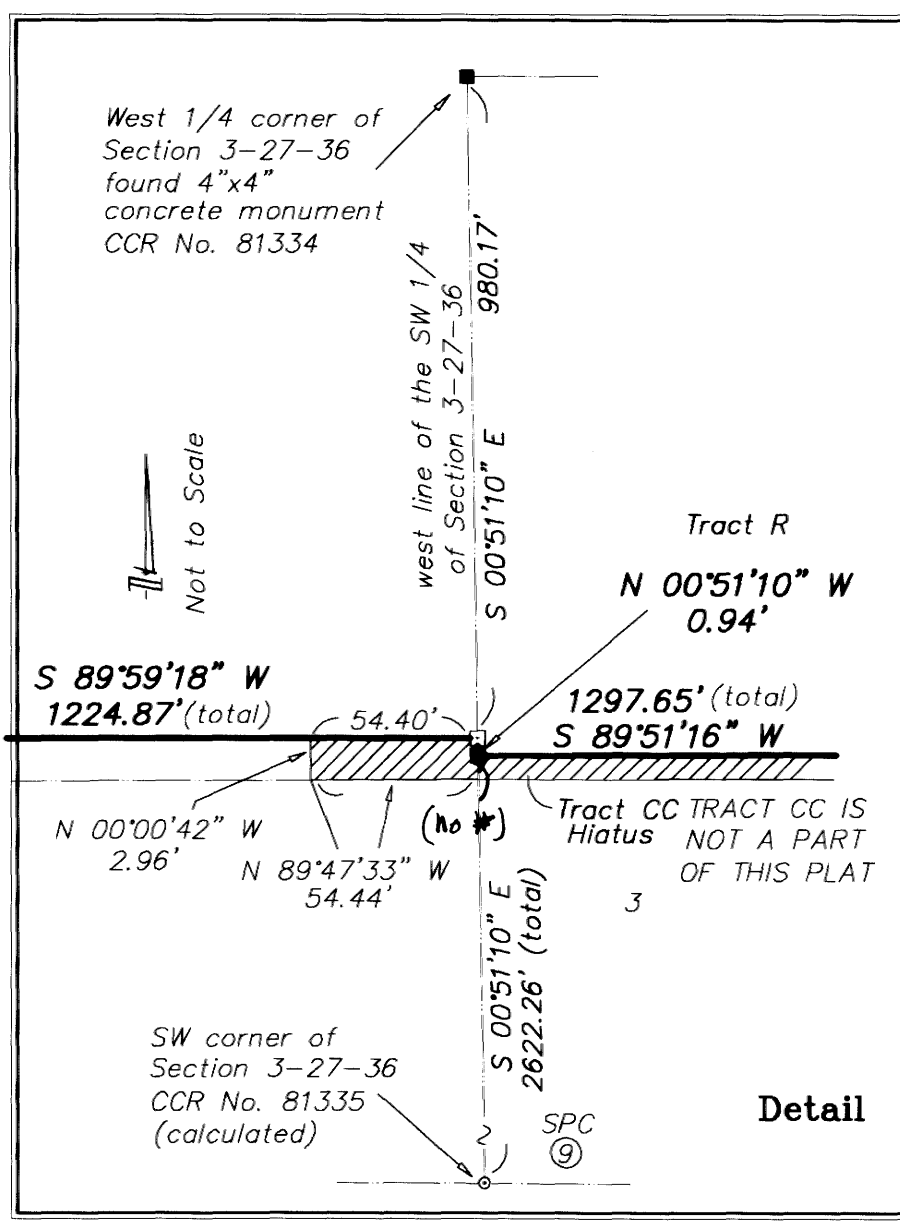 West 1/4 corner of
Section 3-27-36
found 4"x4"
concrete monument
CCR No. 81334
980.17'
west line of the SW 1/4
of Section 3-27-36
S 00°51'10" E
Not to Scale
Tract R
N 00°51'10" W
0.94'
S 89°59'18" W
1224.87' (total)
54.40'
1297.65' (total)
S 89°51'16" W
N 00°00'42" W
2.96'
N 89°47'33" W
54.44'
(no #)
Tract CC
Hiatus
TRACT CC IS
NOT A PART
OF THIS PLAT
3
S 00°51'10" E
2622.26' (total)
SW corner of
Section 3-27-36
CCR No. 81335
(calculated)
SPC
9
Detail